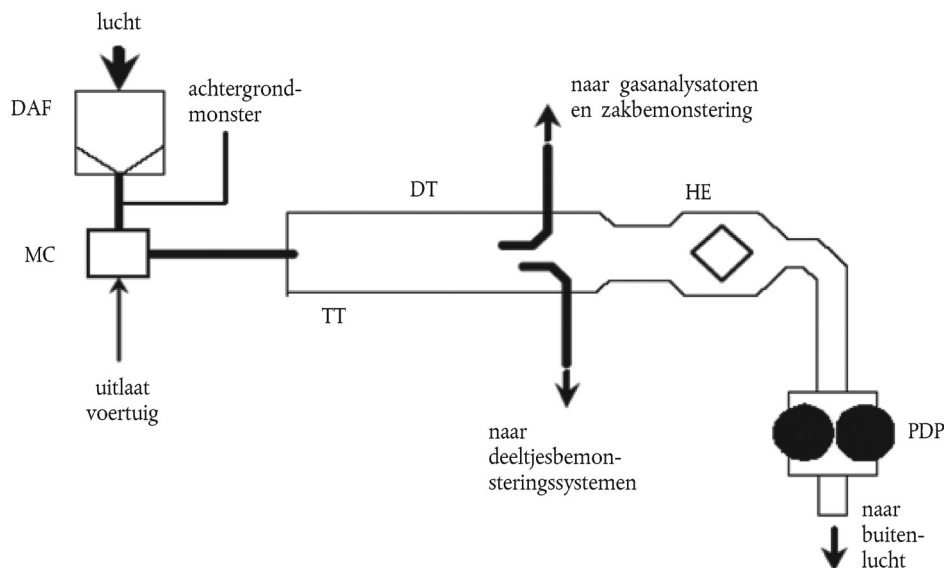 lucht
DAF
achtergrond-
monster
naar gasanalysatoren
en zakbemonstering
DT
HE
MC
TT
uitlaat
voertuig
naar
deeltjesbemon-
steringssystemen
PDP
naar
buiten-
lucht